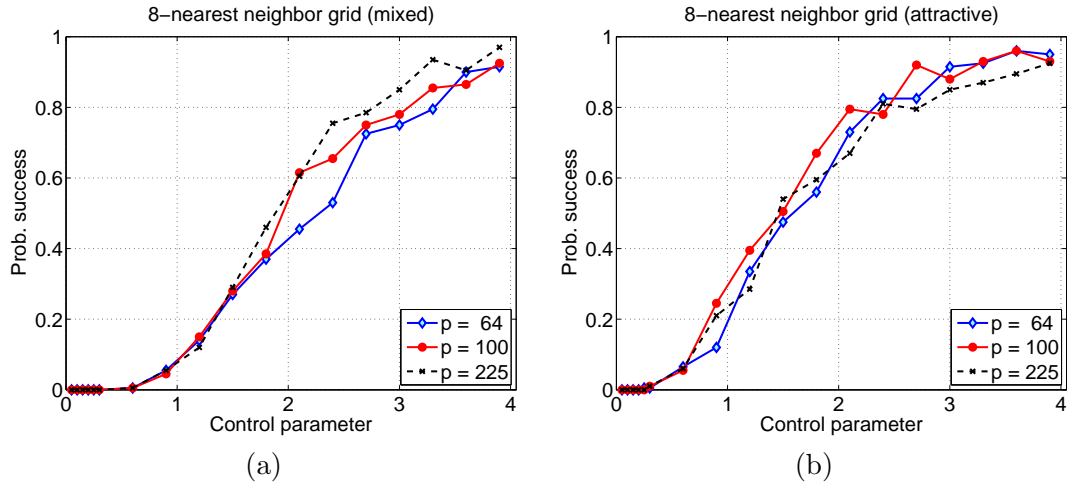 8−nearest neighbor grid (mixed)
1
0.8
0.6
0.4
0.2
0
Prob. success
0 1 2 3 4
Control parameter
p = 64
p = 100
p = 225
(a)
8−nearest neighbor grid (attractive)
1
0.8
0.6
0.4
0.2
0
Prob. success
0 1 2 3 4
Control parameter
p = 64
p = 100
p = 225
(b)